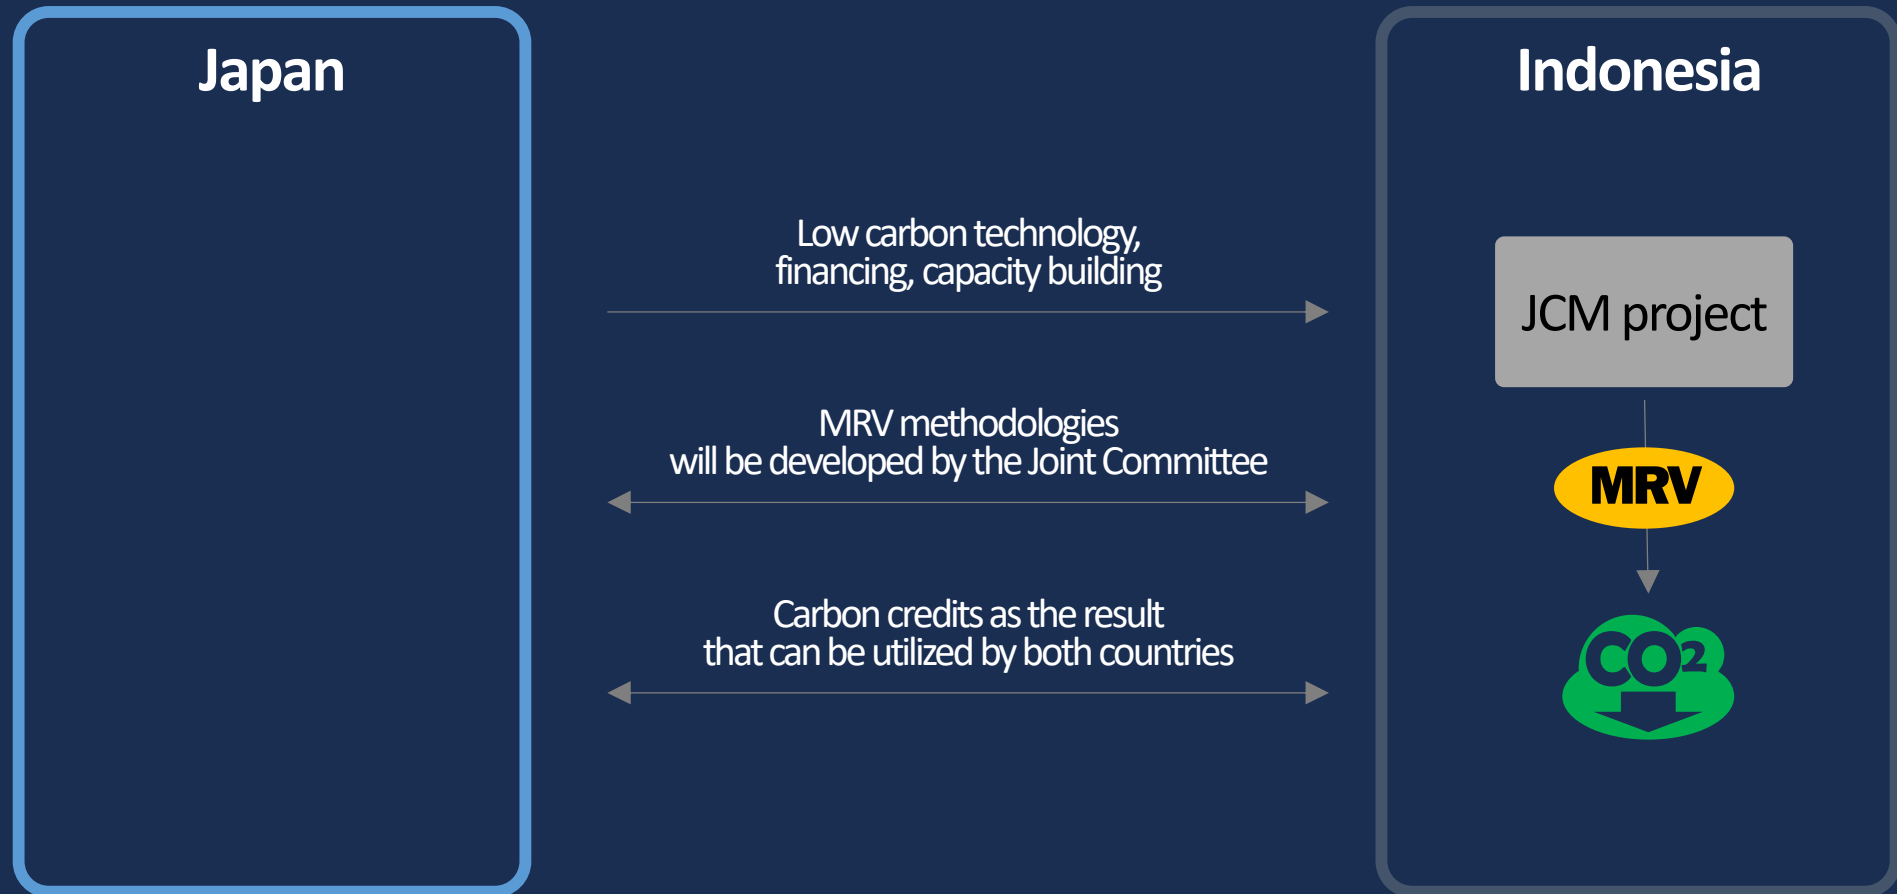 Japan
Indonesia
Low carbon technology,
financing, capacity building
JCM project
MRV methodologies
will be developed by the Joint Committee
MRV
Carbon credits as the result
that can be utilized by both countries
CO²